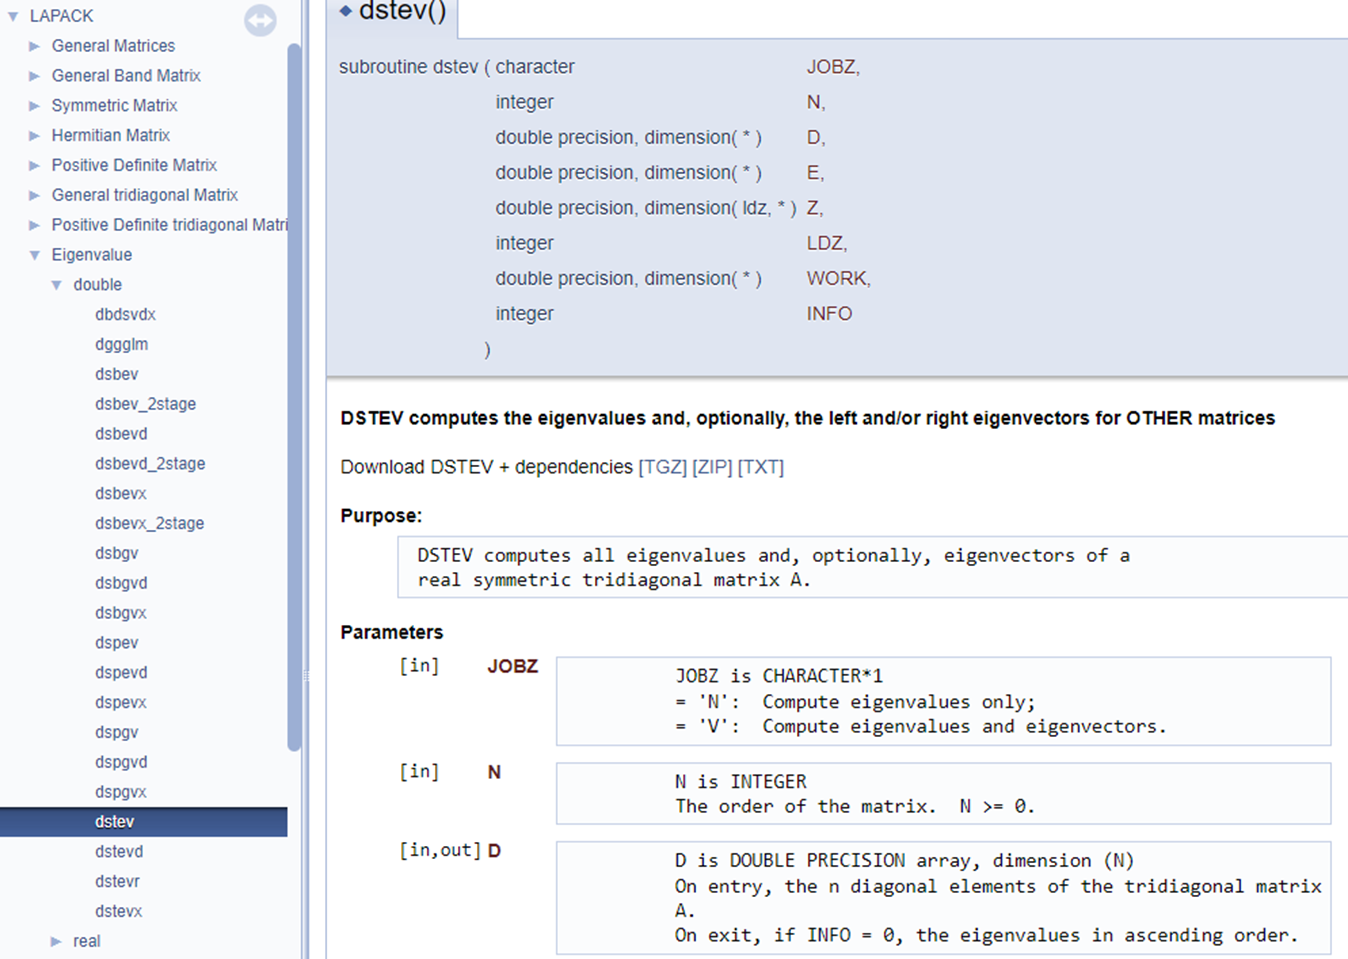 LAPACK
General Matrices
General Band Matrix
Symmetric Matrix
Hermitian Matrix
Positive Definite Matrix
General tridiagonal Matrix
Positive Definite tridiagonal Matri
Eigenvalue
double
dbdsvdx
dggglm
dsbev
dsbev_2stage
dsbevd
dsbevd_2stage
dsbevx
dsbevx_2stage
dsbgv
dsbgvd
dsbgvx
dspev
dspevd
dspevx
dspgv
dspgvd
dspgvx
dstev
dstevd
dstevr
dstevx
real
dstev()
subroutine dstev ( character JOBZ,
integer N,
double precision, dimension( * ) D,
double precision, dimension( * ) E,
double precision, dimension( ldz, * ) Z,
integer LDZ,
double precision, dimension( * ) WORK,
integer INFO
)
DSTEV computes the eigenvalues and, optionally, the left and/or right eigenvectors for OTHER matrices
Download DSTEV + dependencies [TGZ] [ZIP] [TXT]
Purpose:
DSTEV computes all eigenvalues and, optionally, eigenvectors of a
real symmetric tridiagonal matrix A.
Parameters
[in] JOBZ
JOBZ is CHARACTER*1
= 'N': Compute eigenvalues only;
= 'V': Compute eigenvalues and eigenvectors.
[in] N
N is INTEGER
The order of the matrix. N >= 0.
[in,out] D
D is DOUBLE PRECISION array, dimension (N)
On entry, the n diagonal elements of the tridiagonal matrix
A.
On exit, if INFO = 0, the eigenvalues in ascending order.